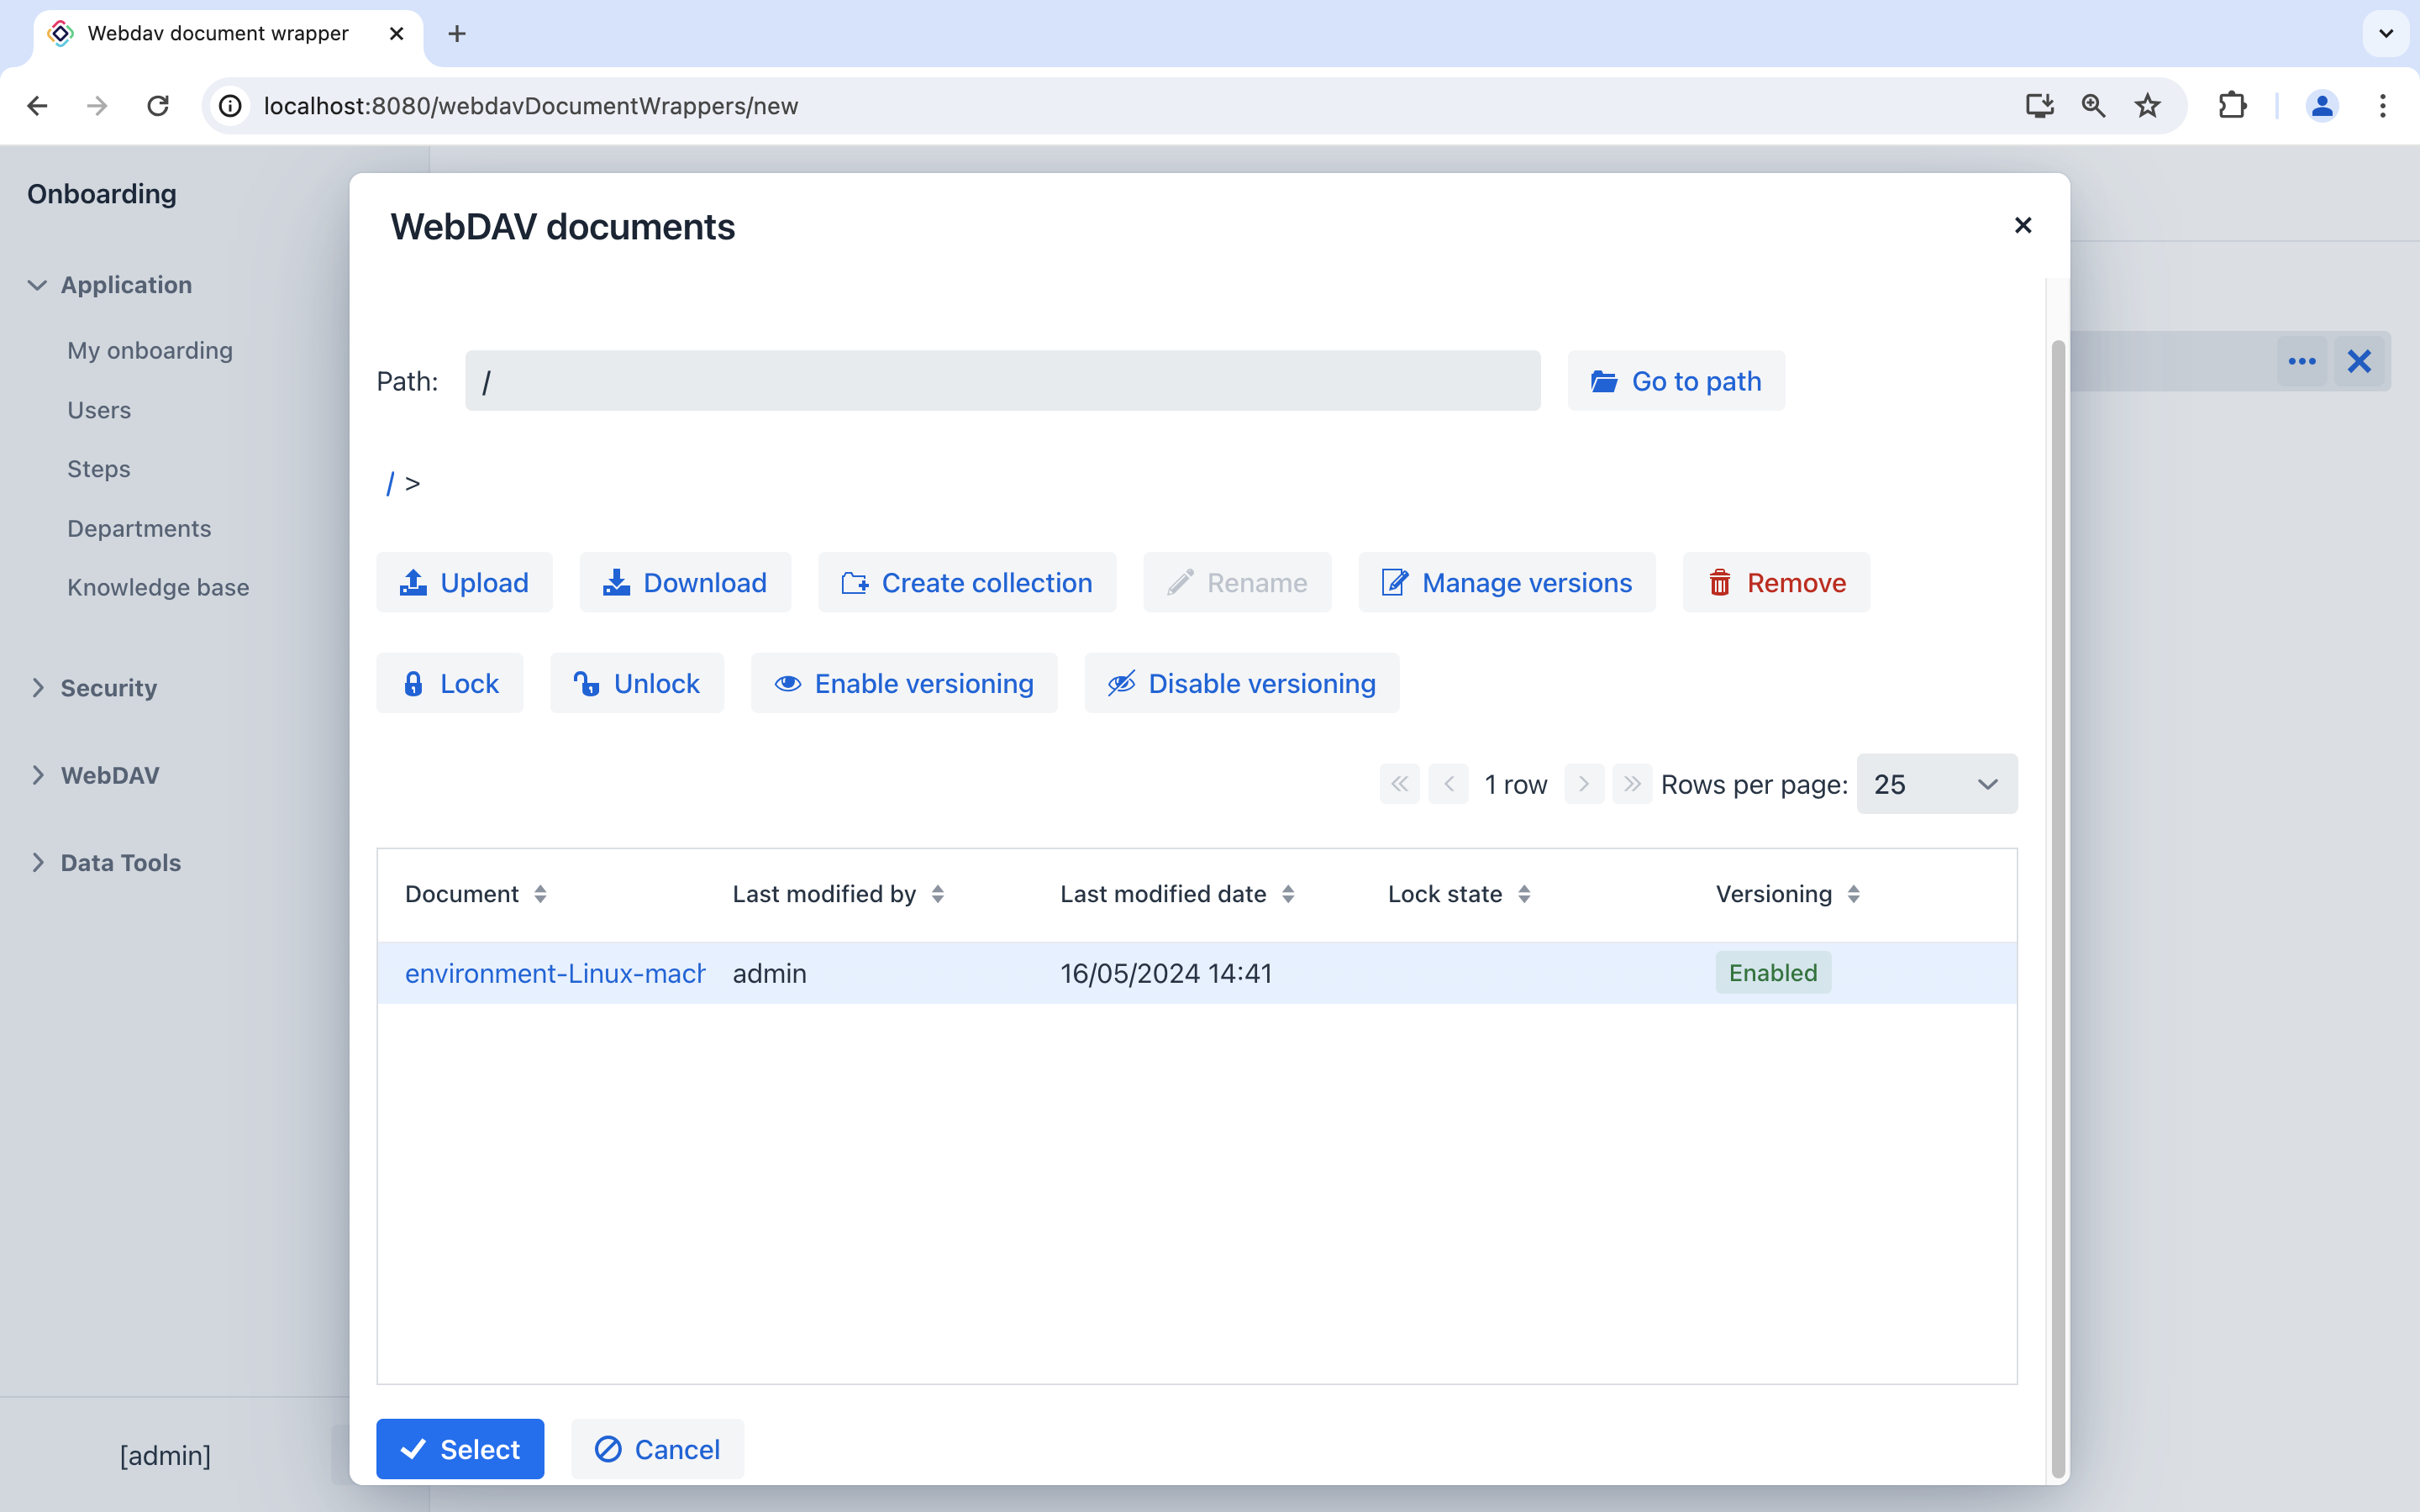 Webdav document wrapper
localhost:8080/webdavDocumentWrappers/new
Onboarding
Application
My onboarding
Users
Steps
Departments
Knowledge base
Security
WebDAV
Data Tools
[admin]
WebDAV documents
Path: / Go to path
/ >
Upload Download Create collection Rename Manage versions Remove
Lock Unlock Enable versioning Disable versioning
1 row Rows per page: 25
Document Last modified by Last modified date Lock state Versioning
environment-Linux-mach admin 16/05/2024 14:41 Enabled
Select Cancel